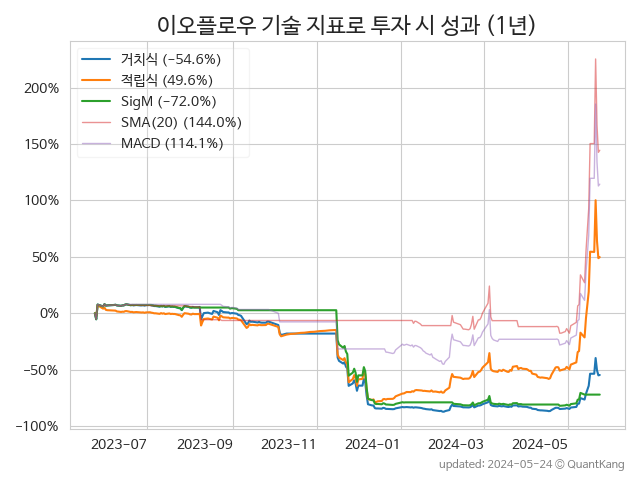 이오플로우 기술 지표로 투자 시 성과 (1년)
거치식 (−54.6%)
적립식 (49.6%)
SigM (−72.0%)
SMA(20) (144.0%)
MACD (114.1%)
200%
150%
100%
50%
0%
−50%
−100%
2023-07 2023-09 2023-11 2024-01 2024-03 2024-05
updated: 2024-05-24 © QuantKang